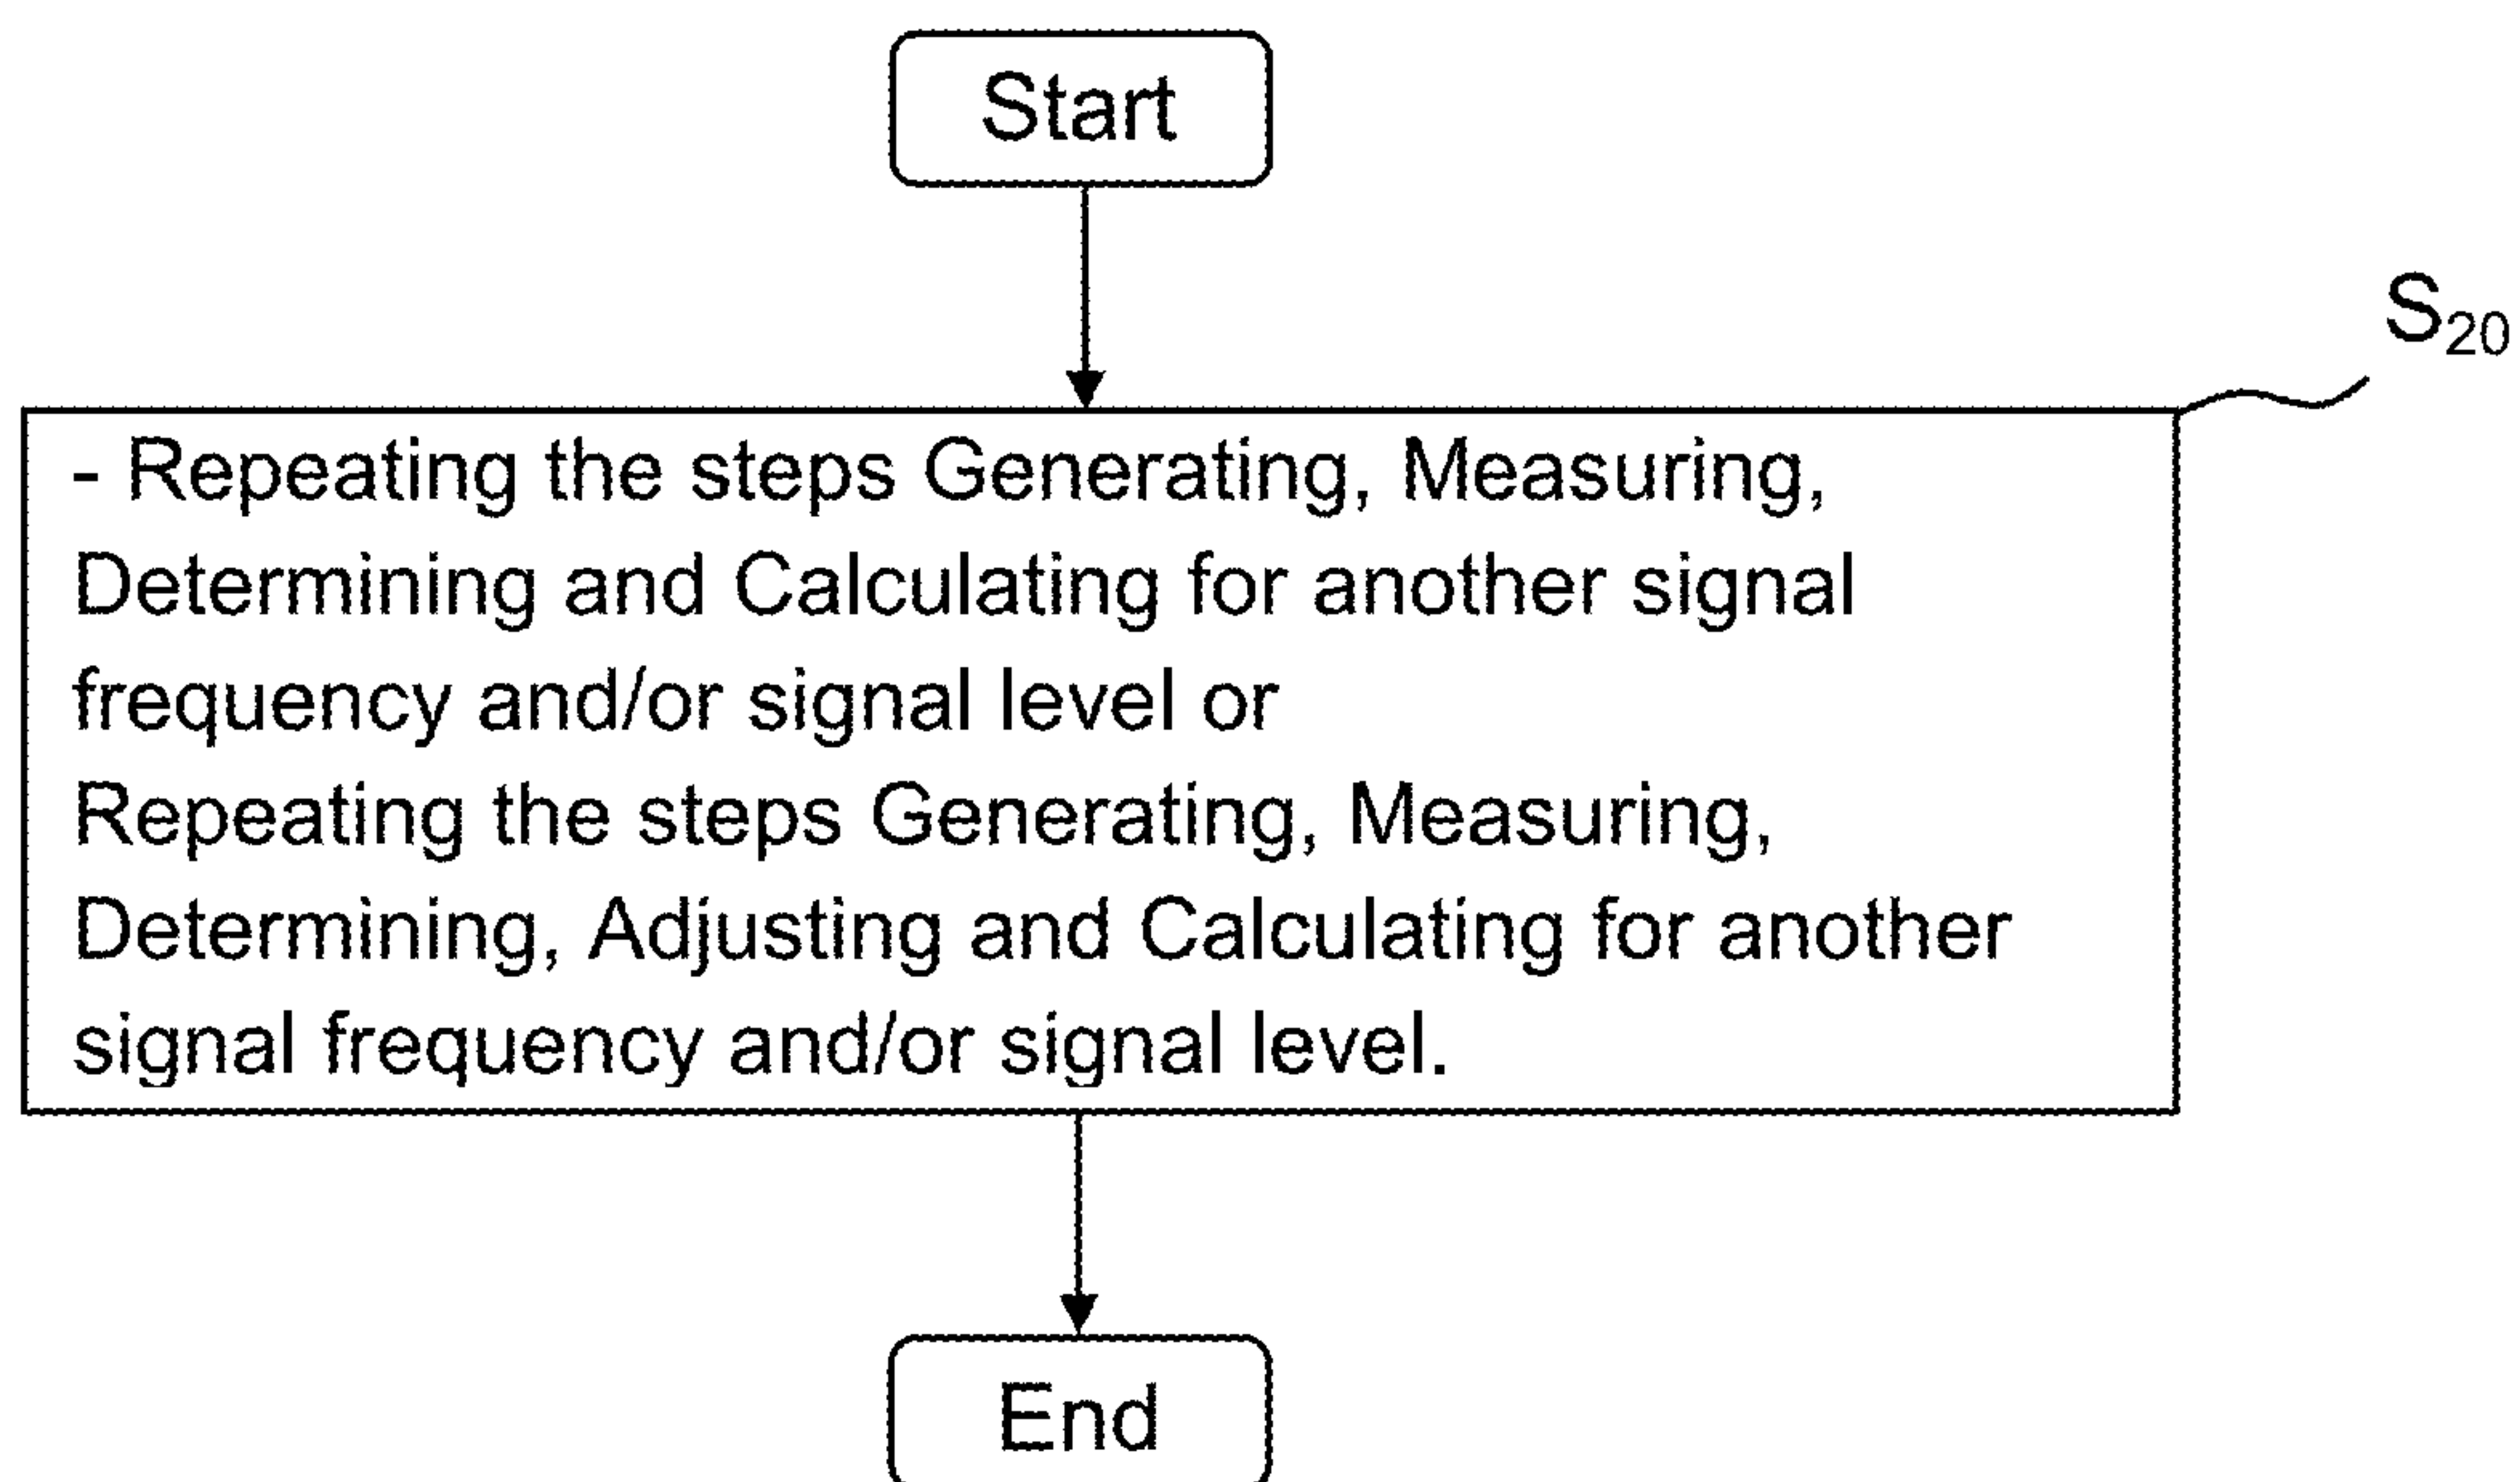 Start
S20
- Repeating the steps Generating, Measuring,
Determining and Calculating for another signal
frequency and/or signal level or
Repeating the steps Generating, Measuring,
Determining, Adjusting and Calculating for another
signal frequency and/or signal level.
End